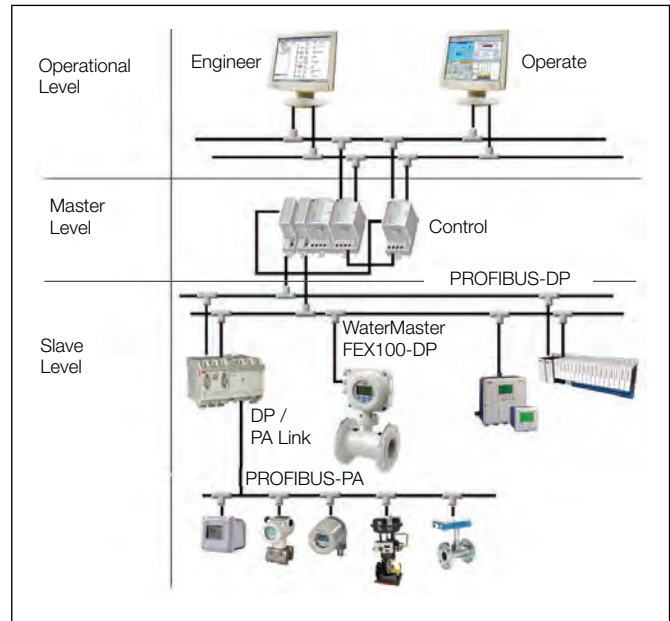 Operational
Level
Engineer
Operate
Master
Level
Control
PROFIBUS-DP
Slave
Level
WaterMaster
FEX100-DP
DP /
PA Link
PROFIBUS-PA